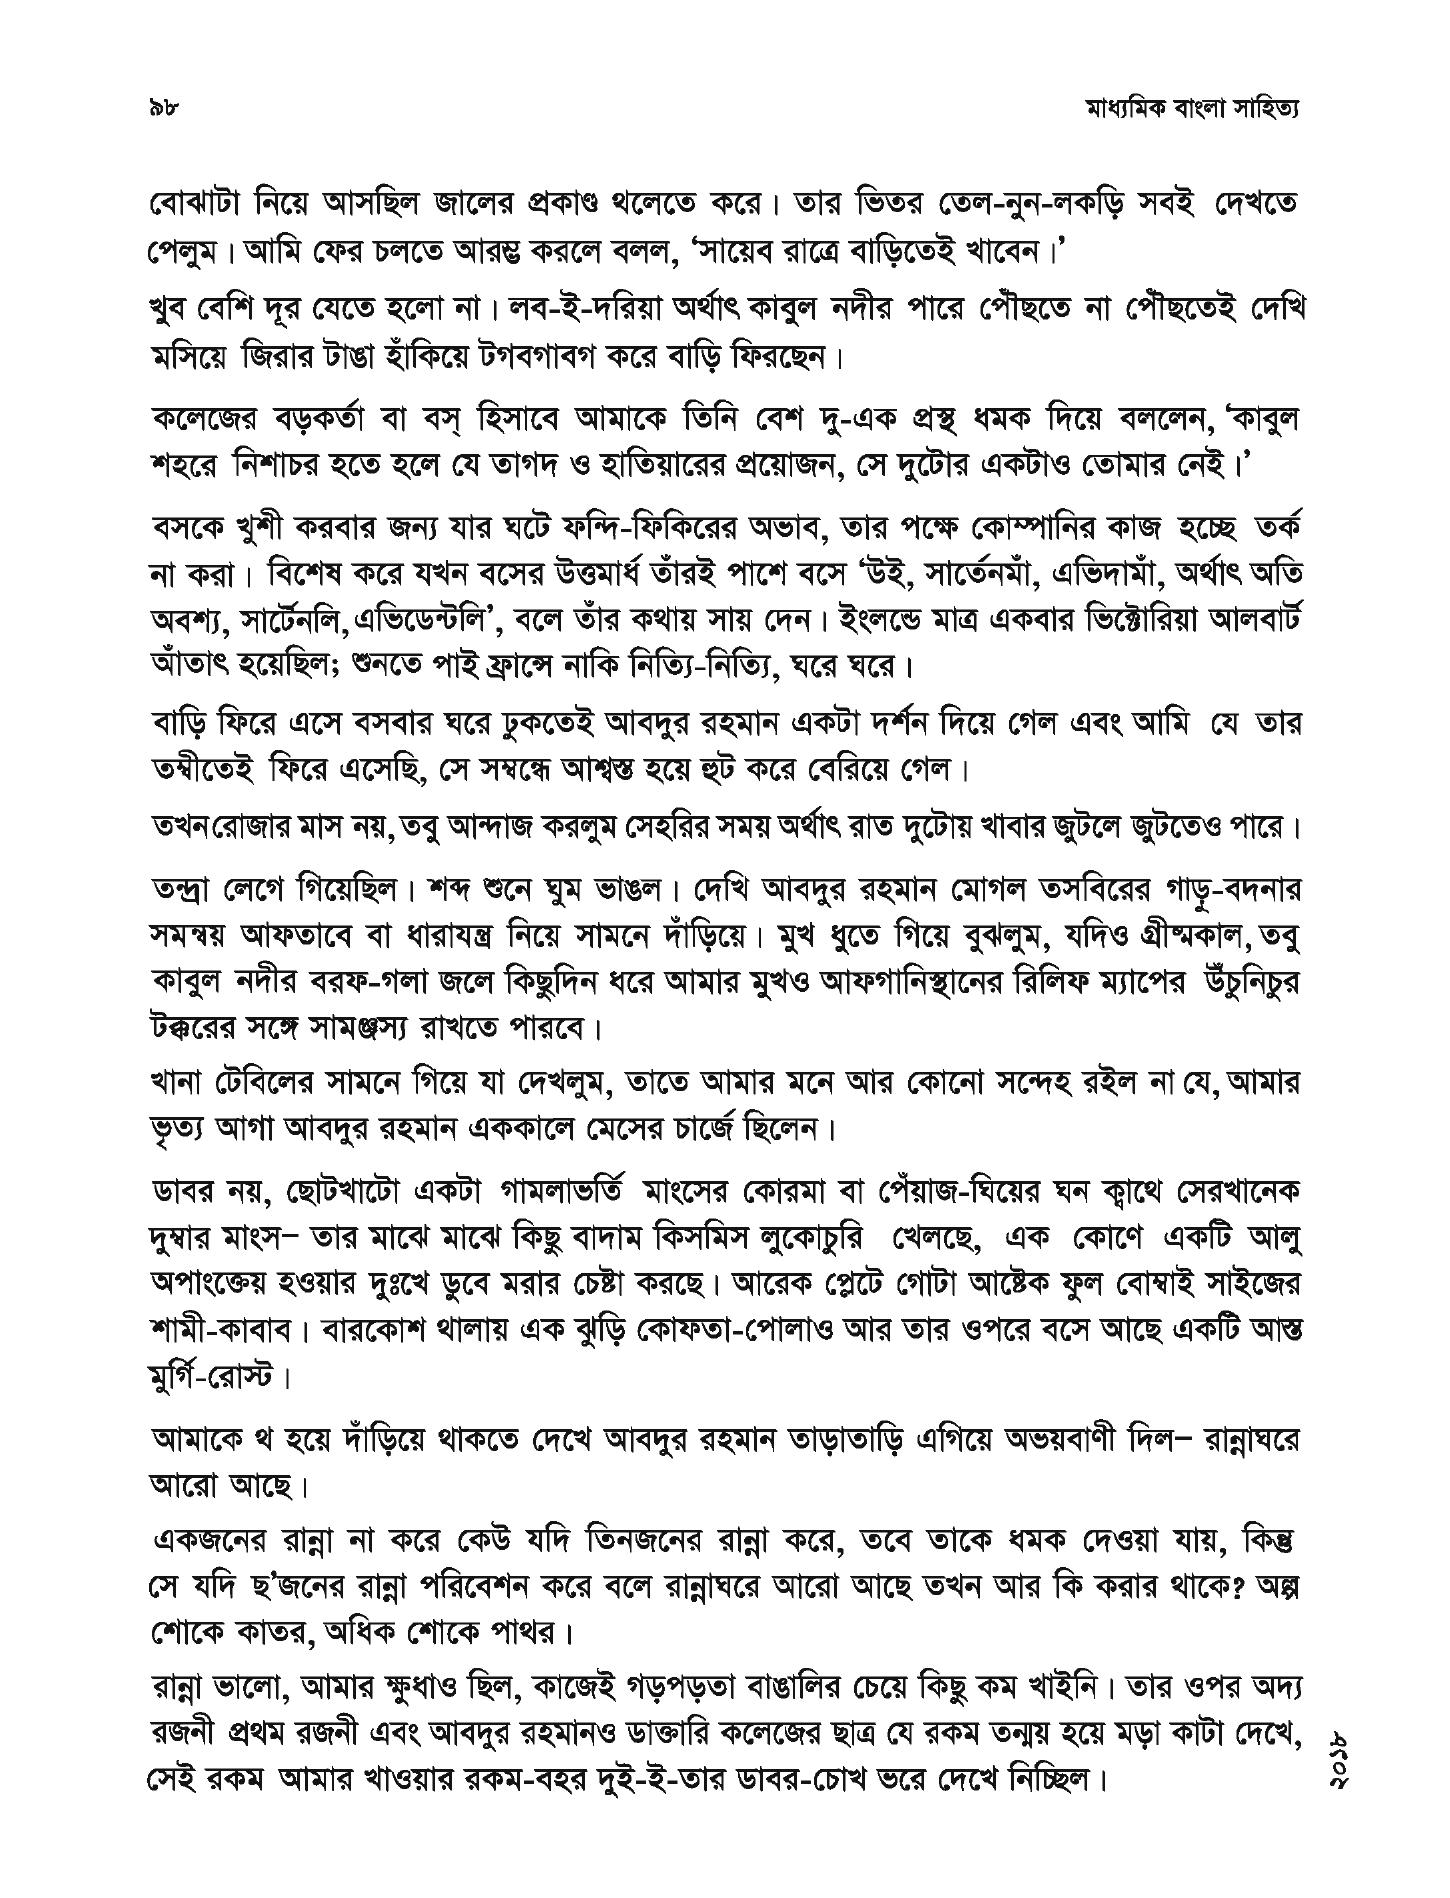 ৯৮
মাধ্যমিক বাংলা সাহিত্য
বোঝাটা নিয়ে আসছিল জালের প্রকাণ্ড থলেতে করে। তার ভিতর তেল-নুন-লকড়ি সবই দেখতে
পেলুম। আমি ফের চলতে আরম্ভ করলে বলল, ‘সায়েব রাত্রে বাড়িতেই খাবেন।’
খুব বেশি দূর যেতে হলো না। লব-ই-দরিয়া অর্থাৎ কাবুল নদীর পারে পৌঁছতে না পৌঁছতেই দেখি
মসিয়ে জিরার টাঙা হাঁকিয়ে টগবগাবগ করে বাড়ি ফিরছেন।
কলেজের বড়কর্তা বা বস্ হিসাবে আমাকে তিনি বেশ দু-এক প্রস্থ ধমক দিয়ে বললেন, ‘কাবুল
শহরে নিশাচর হতে হলে যে তাগদ ও হাতিয়ারের প্রয়োজন, সে দুটোর একটাও তোমার নেই।’
বসকে খুশী করবার জন্য যার ঘটে ফন্দি-ফিকিরের অভাব, তার পক্ষে কোম্পানির কাজ হচ্ছে তর্ক
না করা। বিশেষ করে যখন বসের উত্তমার্ধ তাঁরই পাশে বসে ‘উই, সার্তেনমাঁ, এভিদামাঁ, অর্থাৎ অতি
অবশ্য, সার্টেনলি, এভিডেন্টলি’, বলে তাঁর কথায় সায় দেন। ইংলন্ডে মাত্র একবার ভিক্টোরিয়া আলবার্ট
আঁতাৎ হয়েছিল; শুনতে পাই ফ্রান্সে নাকি নিত্যি-নিত্যি, ঘরে ঘরে।
বাড়ি ফিরে এসে বসবার ঘরে ঢুকতেই আবদুর রহমান একটা দর্শন দিয়ে গেল এবং আমি যে তার
তম্বীতেই ফিরে এসেছি, সে সম্বন্ধে আশ্বস্ত হয়ে হুট করে বেরিয়ে গেল।
তখন রোজার মাস নয়, তবু আন্দাজ করলুম সেহরির সময় অর্থাৎ রাত দুটোয় খাবার জুটলে জুটতেও পারে।
তন্দ্রা লেগে গিয়েছিল। শব্দ শুনে ঘুম ভাঙল। দেখি আবদুর রহমান মোগল তসবিরের গাড়ু-বদনার
সমন্বয় আফতাবে বা ধারাযন্ত্র নিয়ে সামনে দাঁড়িয়ে। মুখ ধুতে গিয়ে বুঝলুম, যদিও গ্রীষ্মকাল, তবু
কাবুল নদীর বরফ-গলা জলে কিছুদিন ধরে আমার মুখও আফগানিস্থানের রিলিফ ম্যাপের উঁচুনিচুর
টক্করের সঙ্গে সামঞ্জস্য রাখতে পারবে।
খানা টেবিলের সামনে গিয়ে যা দেখলুম, তাতে আমার মনে আর কোনো সন্দেহ রইল না যে, আমার
ভৃত্য আগা আবদুর রহমান এককালে মেসের চার্জে ছিলেন।
ডাবর নয়, ছোটখাটো একটা গামলাভর্তি মাংসের কোরমা বা পেঁয়াজ-ঘিয়ের ঘন ক্বাথে সেরখানেক
দুম্বার মাংস– তার মাঝে মাঝে কিছু বাদাম কিসমিস লুকোচুরি খেলছে, এক কোণে একটি আলু
অপাংক্তেয় হওয়ার দুঃখে ডুবে মরার চেষ্টা করছে। আরেক প্লেটে গোটা আষ্টেক ফুল বোম্বাই সাইজের
শামী-কাবাব। বারকোশ থালায় এক ঝুড়ি কোফতা-পোলাও আর তার ওপরে বসে আছে একটি আস্ত
মুর্গি-রোস্ট।
আমাকে থ হয়ে দাঁড়িয়ে থাকতে দেখে আবদুর রহমান তাড়াতাড়ি এগিয়ে অভয়বাণী দিল– রান্নাঘরে
আরো আছে।
একজনের রান্না না করে কেউ যদি তিনজনের রান্না করে, তবে তাকে ধমক দেওয়া যায়, কিন্তু
সে যদি ছ’জনের রান্না পরিবেশন করে বলে রান্নাঘরে আরো আছে তখন আর কি করার থাকে? অল্প
শোকে কাতর, অধিক শোকে পাথর।
রান্না ভালো, আমার ক্ষুধাও ছিল, কাজেই গড়পড়তা বাঙালির চেয়ে কিছু কম খাইনি। তার ওপর অদ্য
রজনী প্রথম রজনী এবং আবদুর রহমানও ডাক্তারি কলেজের ছাত্র যে রকম তন্ময় হয়ে মড়া কাটা দেখে,
সেই রকম আমার খাওয়ার রকম-বহর দুই-ই-তার ডাবর-চোখ ভরে দেখে নিচ্ছিল।
২০১৮